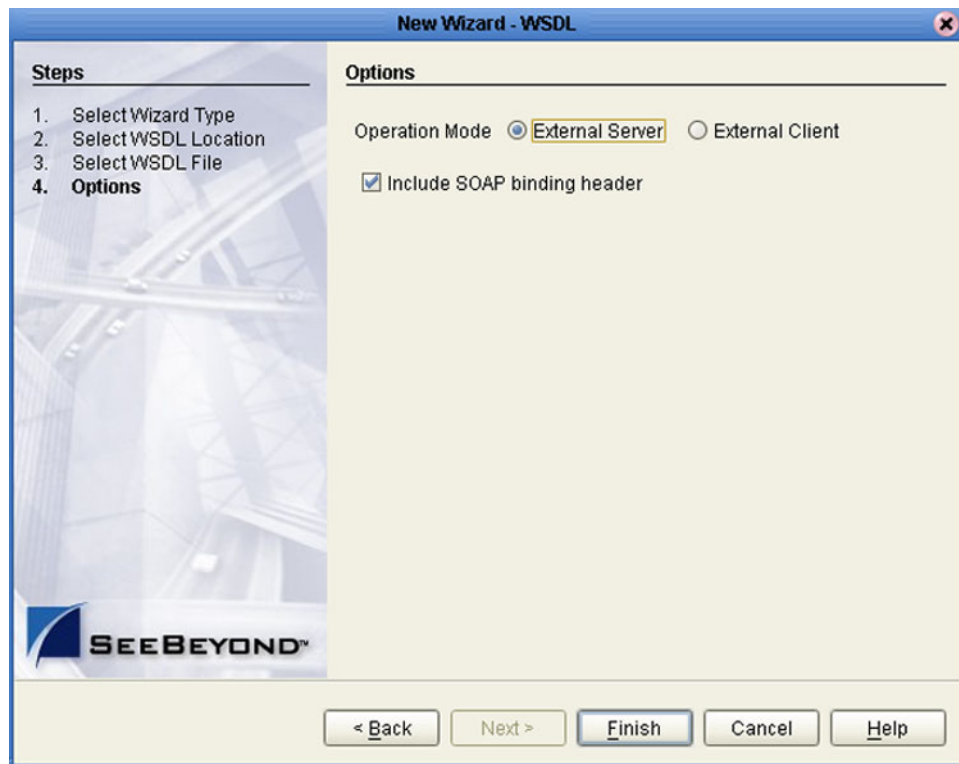 New Wizard - WSDL
Steps
1. Select Wizard Type
2. Select WSDL Location
3. Select WSDL File
4. Options
Options
Operation Mode External Server External Client
Include SOAP binding header
SEEBEYOND™
< Back Next > Finish Cancel Help